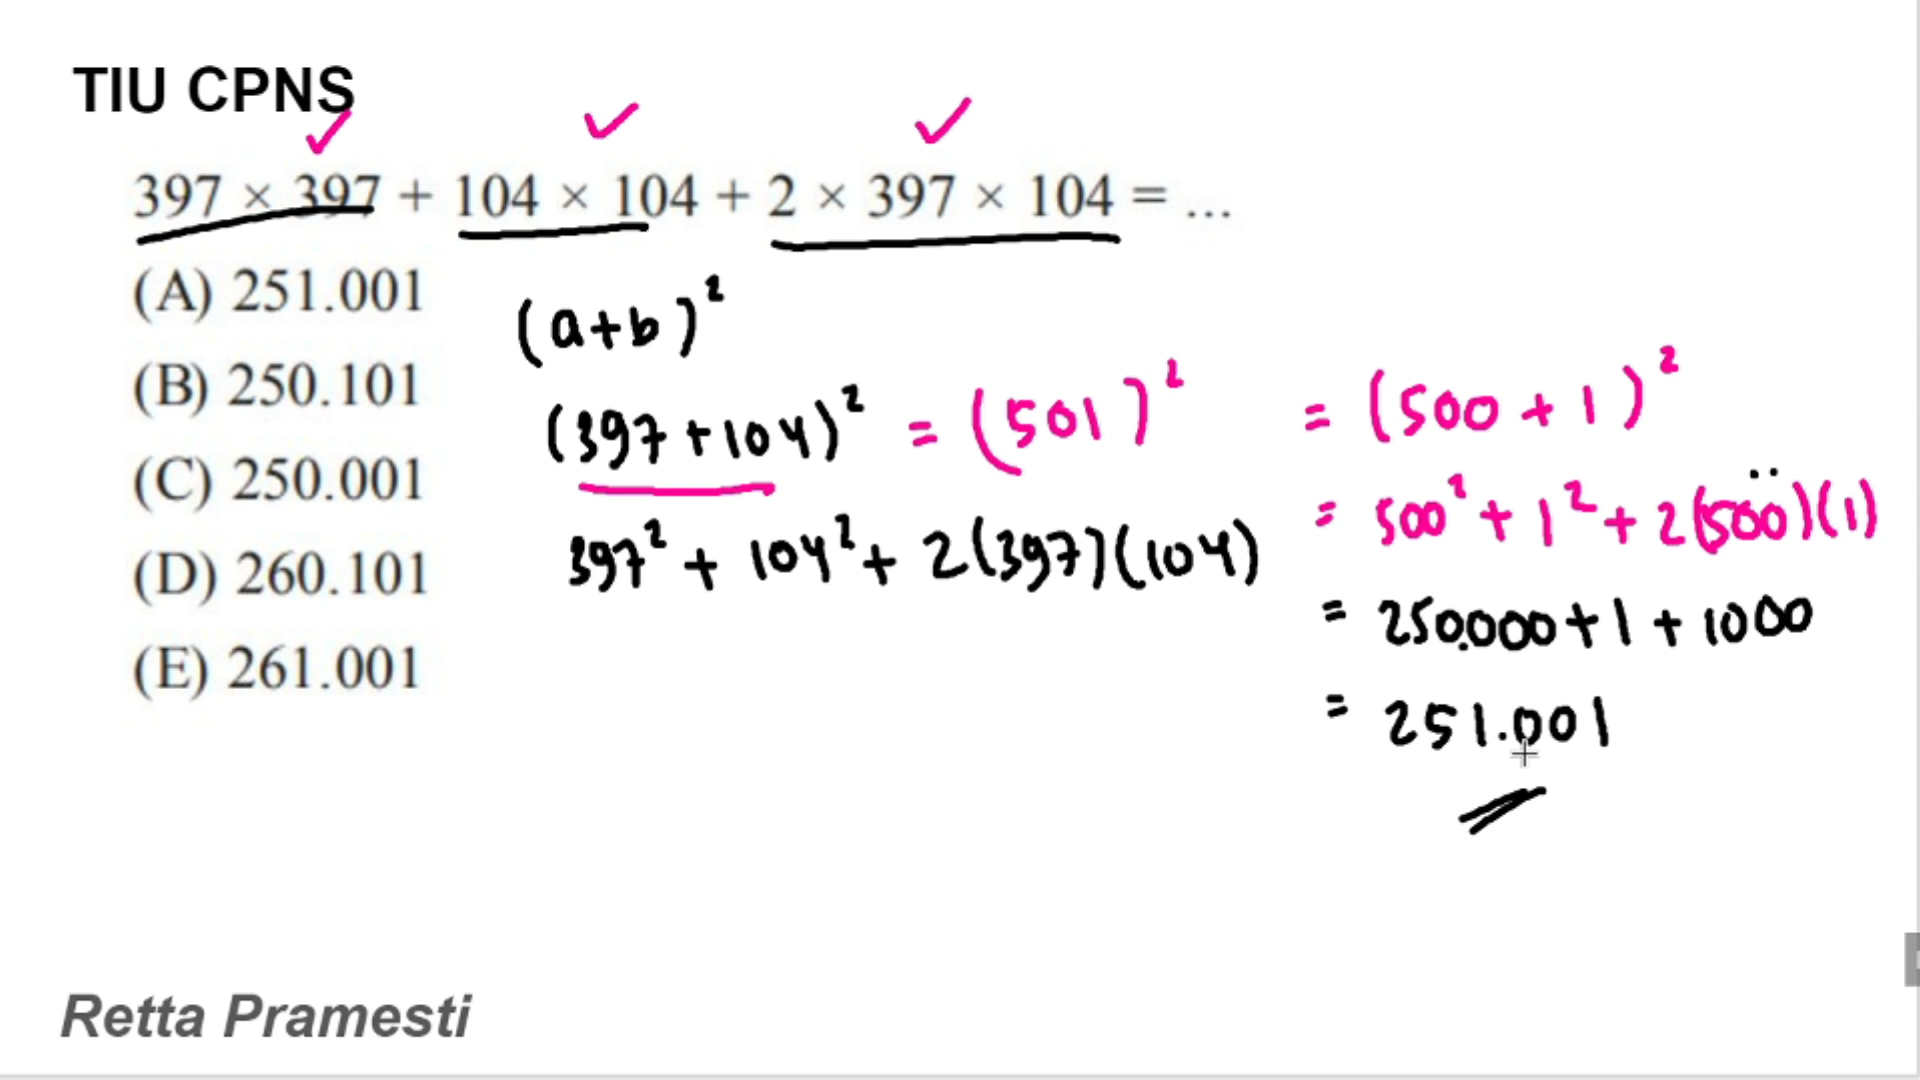 TIU CPNS
397 × 397 + 104 × 104 + 2 × 397 × 104 = ...
(A) 251.001
(B) 250.101
(C) 250.001
(D) 260.101
(E) 261.001
(a+b)²
(397 + 104)² = (501)²
397² + 104² + 2(397)(104)
= (500 + 1)²
= 500² + 1² + 2(500)(1)
= 250.000 + 1 + 1000
= 251.001
Retta Pramesti